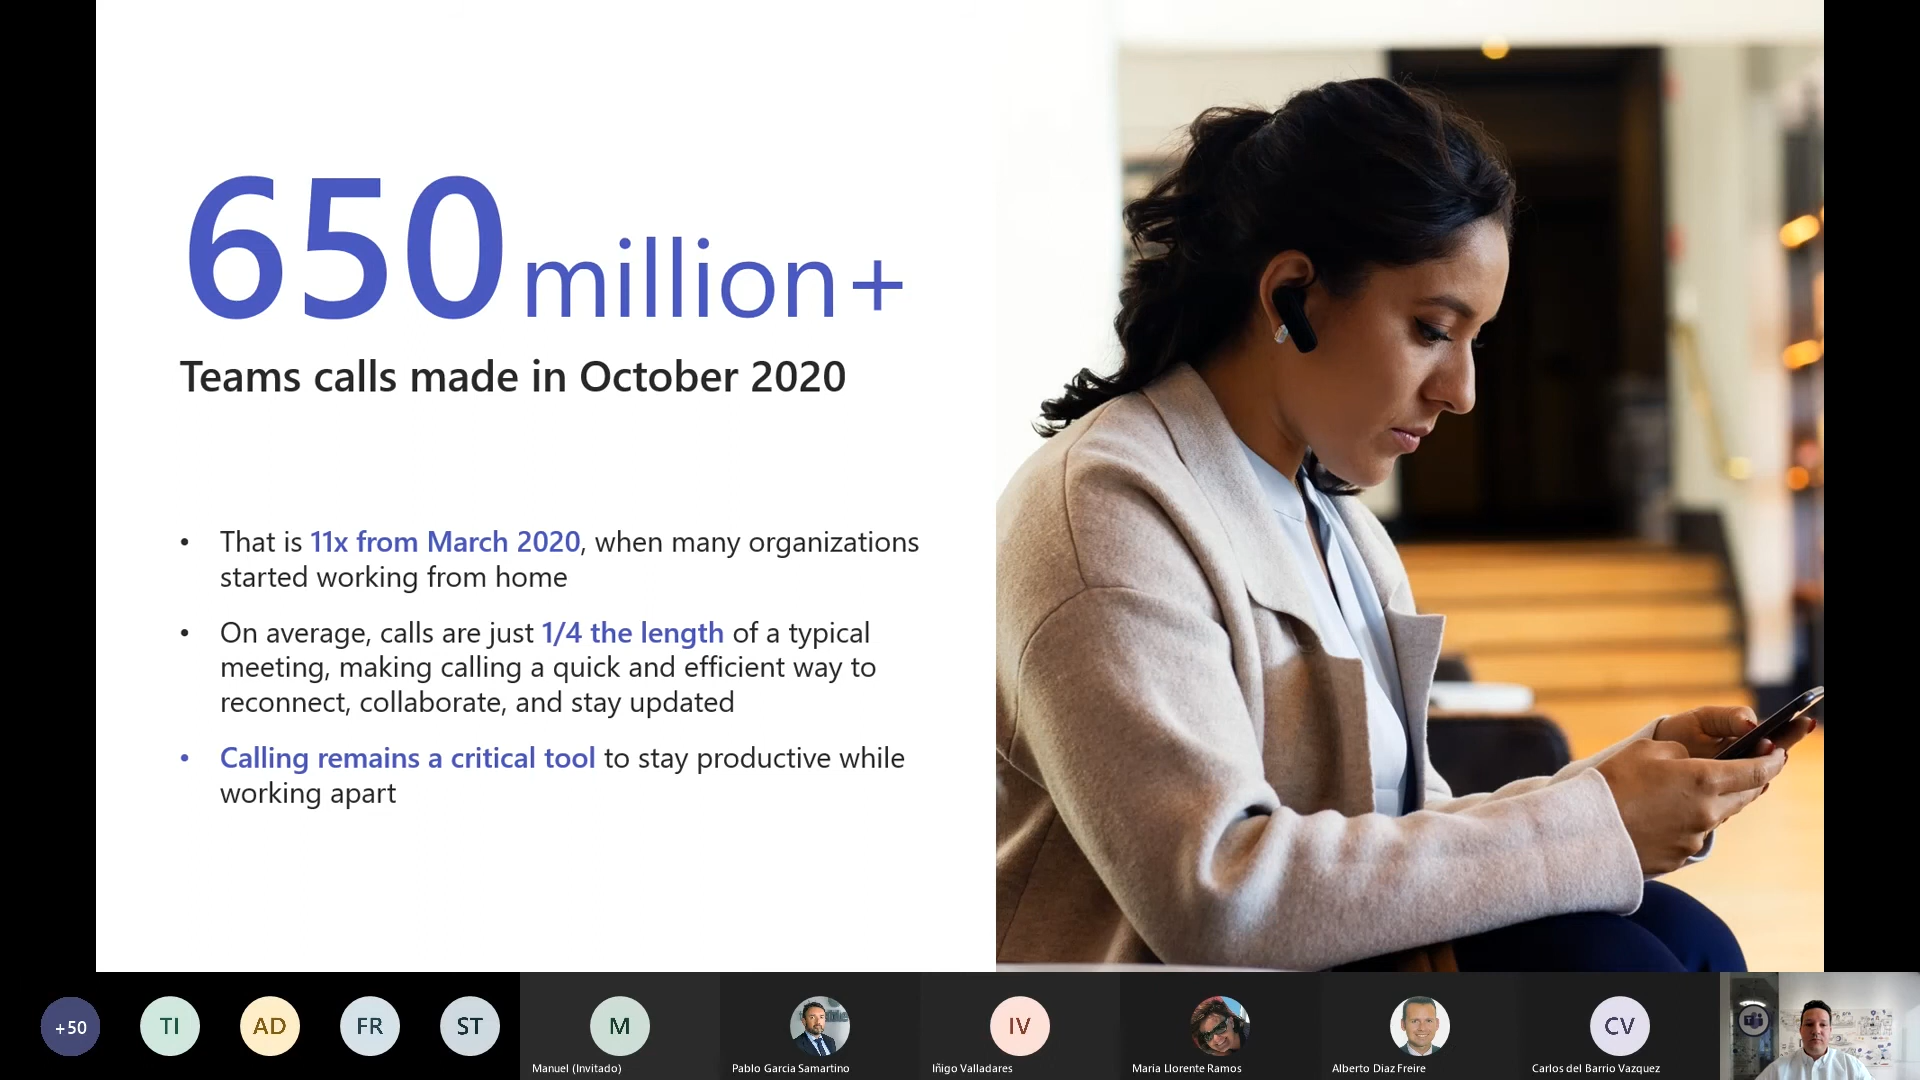 650 million+
Teams calls made in October 2020
• That is 11x from March 2020, when many organizations
started working from home
• On average, calls are just 1/4 the length of a typical
meeting, making calling a quick and efficient way to
reconnect, collaborate, and stay updated
• Calling remains a critical tool to stay productive while
working apart
+50
TI
AD
FR
ST
M
IV
CV
Manuel (Invitado)
Pablo Garcia Samartino
Iñigo Valladares
Maria Llorente Ramos
Alberto Diaz Freire
Carlos del Barrio Vazquez